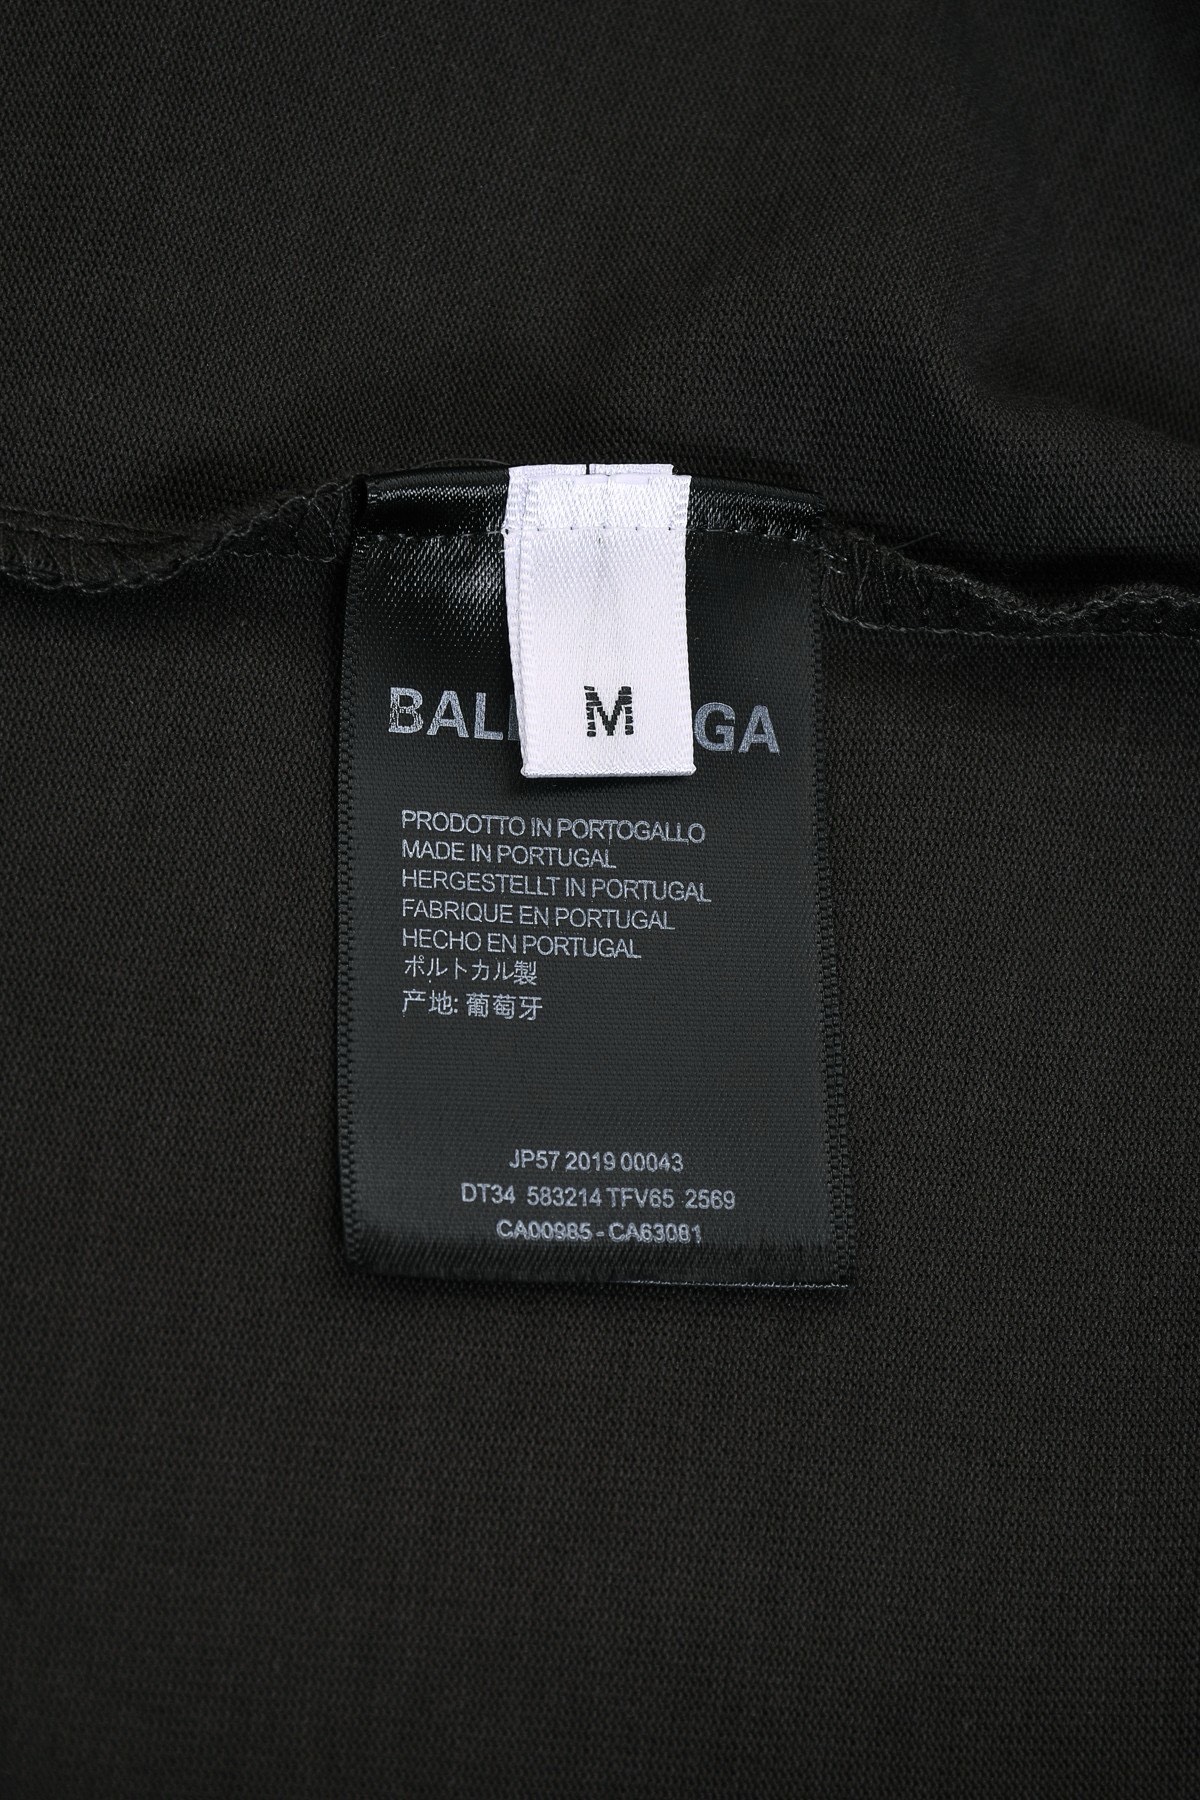 BAL GA
M
PRODOTTO IN PORTOGALLO
MADE IN PORTUGAL
HERGESTELLT IN PORTUGAL
FABRIQUE EN PORTUGAL
HECHO EN PORTUGAL
ポルトカル製
产地: 葡萄牙
JP57 2019 00043
DT34 583214 TFV65 2569
CA00985 - CA63081